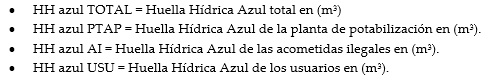 • HH azul TOTAL = Huella Hídrica Azul total en (m³)
• HH azul PTAP = Huella Hídrica Azul de la planta de potabilización en (m³).
• HH azul AI = Huella Hídrica Azul de las acometidas ilegales en (m³).
• HH azul USU = Huella Hídrica Azul de los usuarios en (m³).